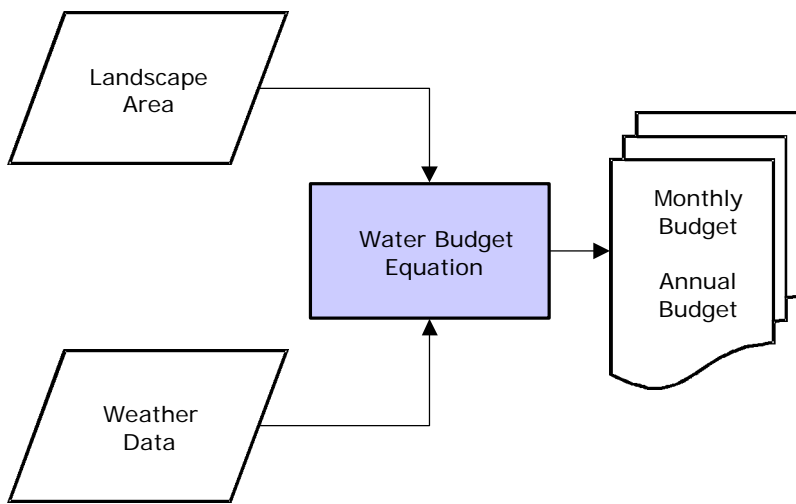 Landscape
Area
Water Budget
Equation
Monthly
Budget
Annual
Budget
Weather
Data